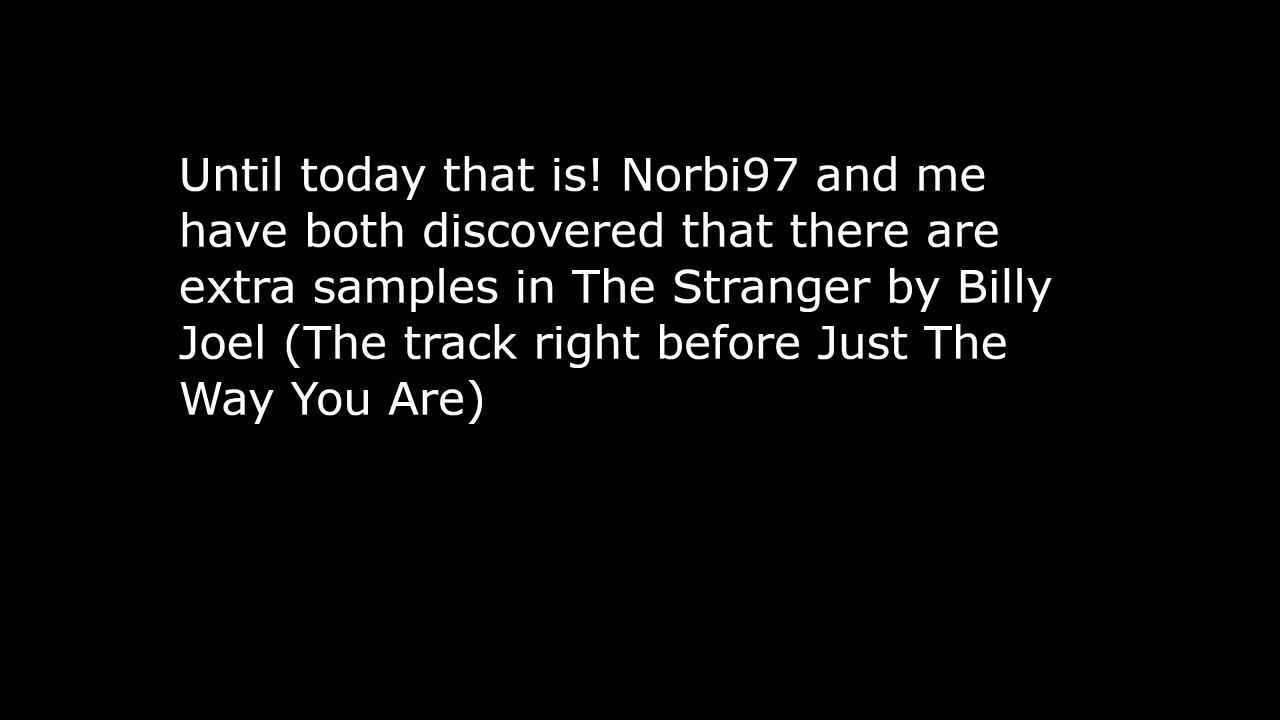 Until today that is! Norbi97 and me
have both discovered that there are
extra samples in The Stranger by Billy
Joel (The track right before Just The
Way You Are)